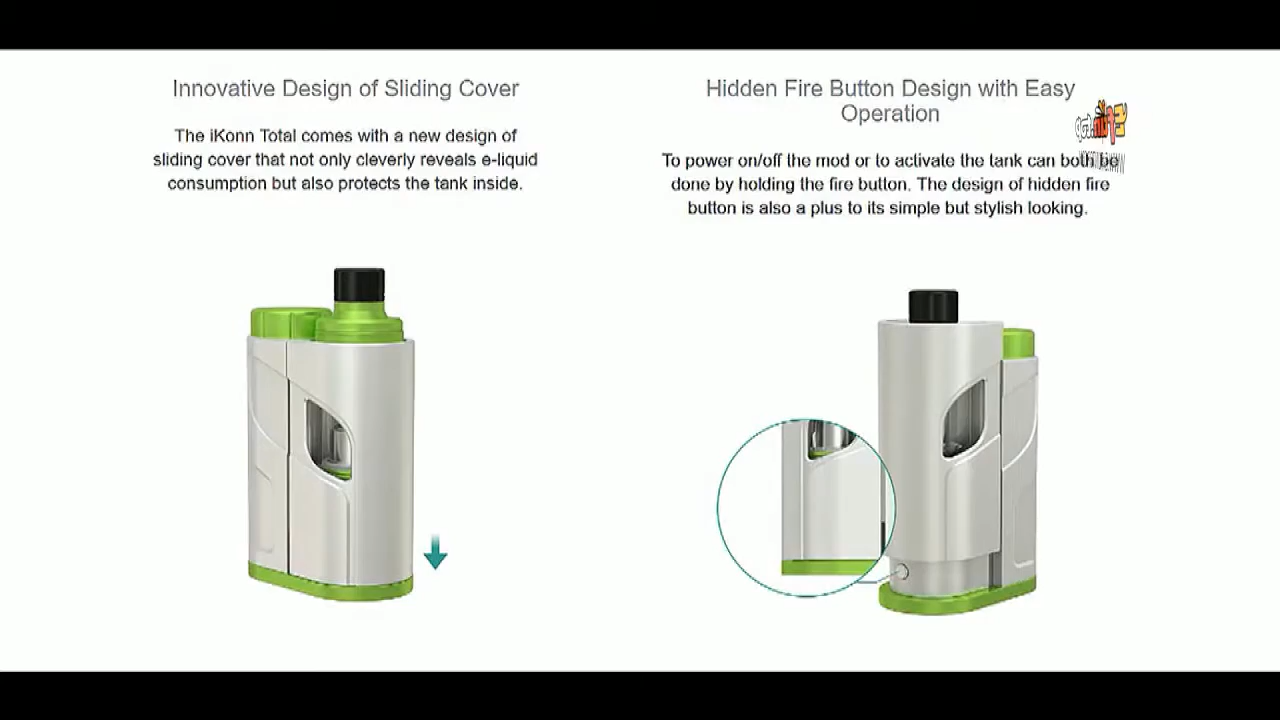 Innovative Design of Sliding Cover
The iKonn Total comes with a new design of
sliding cover that not only cleverly reveals e-liquid
consumption but also protects the tank inside.
Hidden Fire Button Design with Easy
Operation
To power on/off the mod or to activate the tank can both be
done by holding the fire button. The design of hidden fire
button is also a plus to its simple but stylish looking.